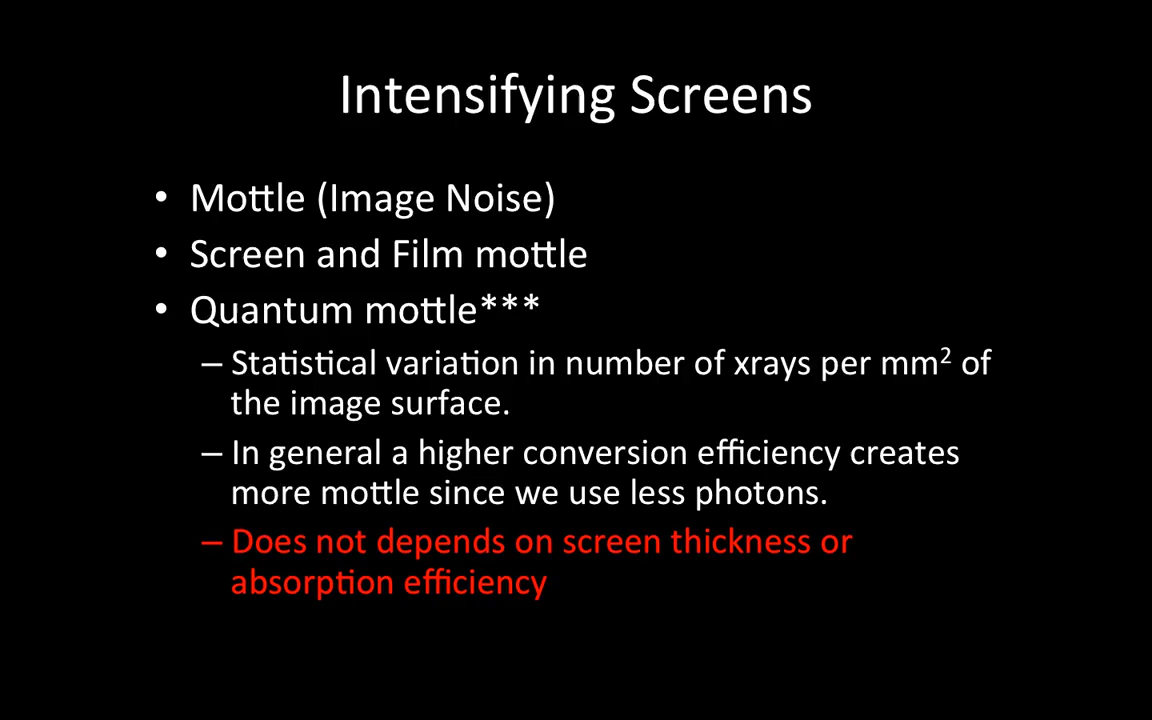 Intensifying Screens
• Mottle (Image Noise)
• Screen and Film mottle
• Quantum mottle***
– Statistical variation in number of xrays per mm² of
the image surface.
– In general a higher conversion efficiency creates
more mottle since we use less photons.
– Does not depends on screen thickness or
absorption efficiency